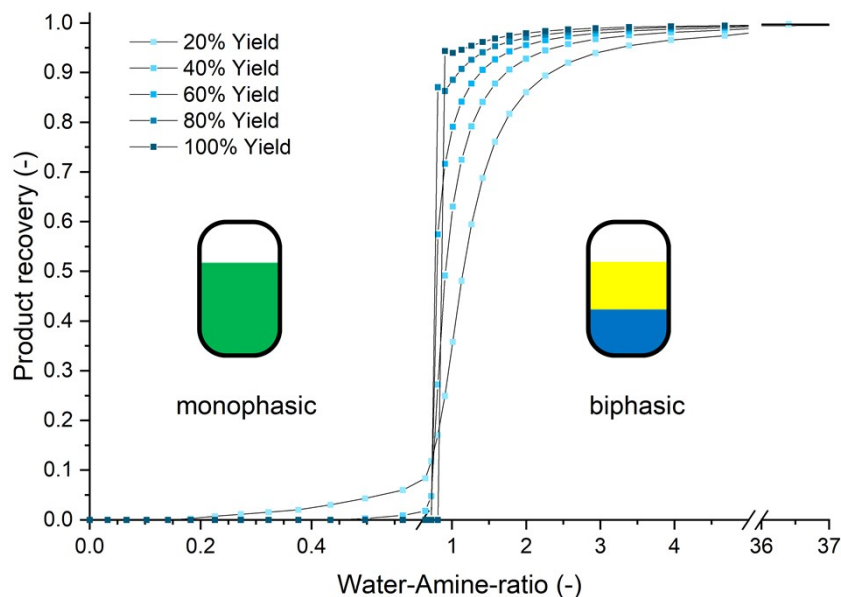 Product recovery (-)
1.0
0.9
0.8
0.7
0.6
0.5
0.4
0.3
0.2
0.1
0.0
20% Yield
40% Yield
60% Yield
80% Yield
100% Yield
monophasic
biphasic
0.0 0.2 0.4 1 2 3 4 36 37
Water-Amine-ratio (-)